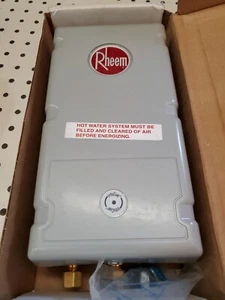 Rheem
HOT WATER SYSTEM MUST BE
FILLED AND CLEARED OF AIR
BEFORE ENERGIZING.